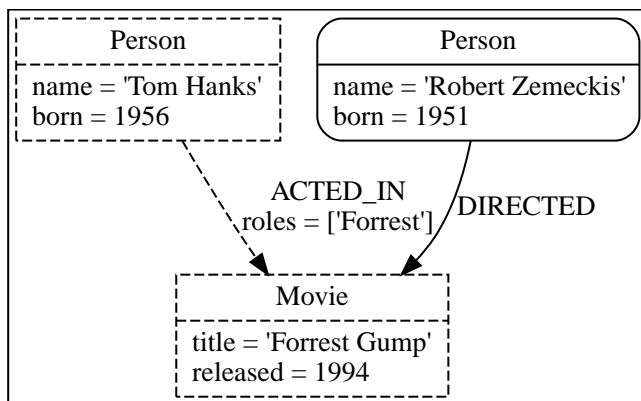 Person
name = 'Tom Hanks'
born = 1956
Person
name = 'Robert Zemeckis'
born = 1951
ACTED_IN
roles = ['Forrest']
DIRECTED
Movie
title = 'Forrest Gump'
released = 1994